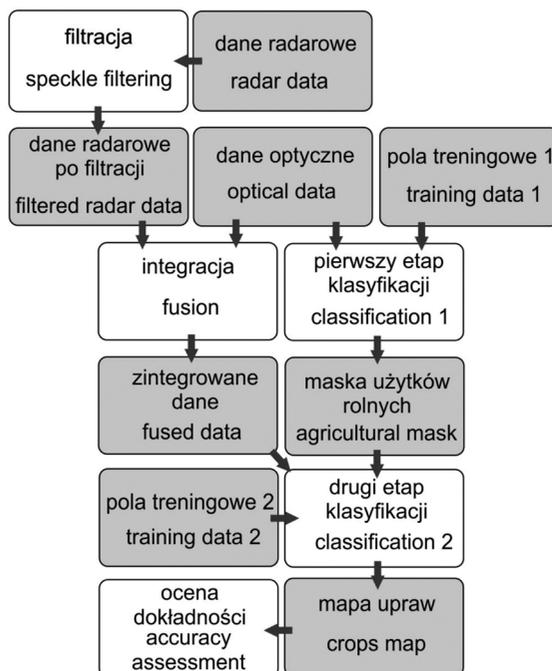 filtracja
speckle filtering
dane radarowe
radar data
dane radarowe
po filtracji
filtered radar data
dane optyczne
optical data
pola treningowe 1
training data 1
integracja
fusion
pierwszy etap
klasyfikacji
classification 1
zintegrowane
dane
fused data
maska użytków
rolnych
agricultural mask
pola treningowe 2
training data 2
drugi etap
klasyfikacji
classification 2
ocena
dokładności
accuracy
assessment
mapa upraw
crops map